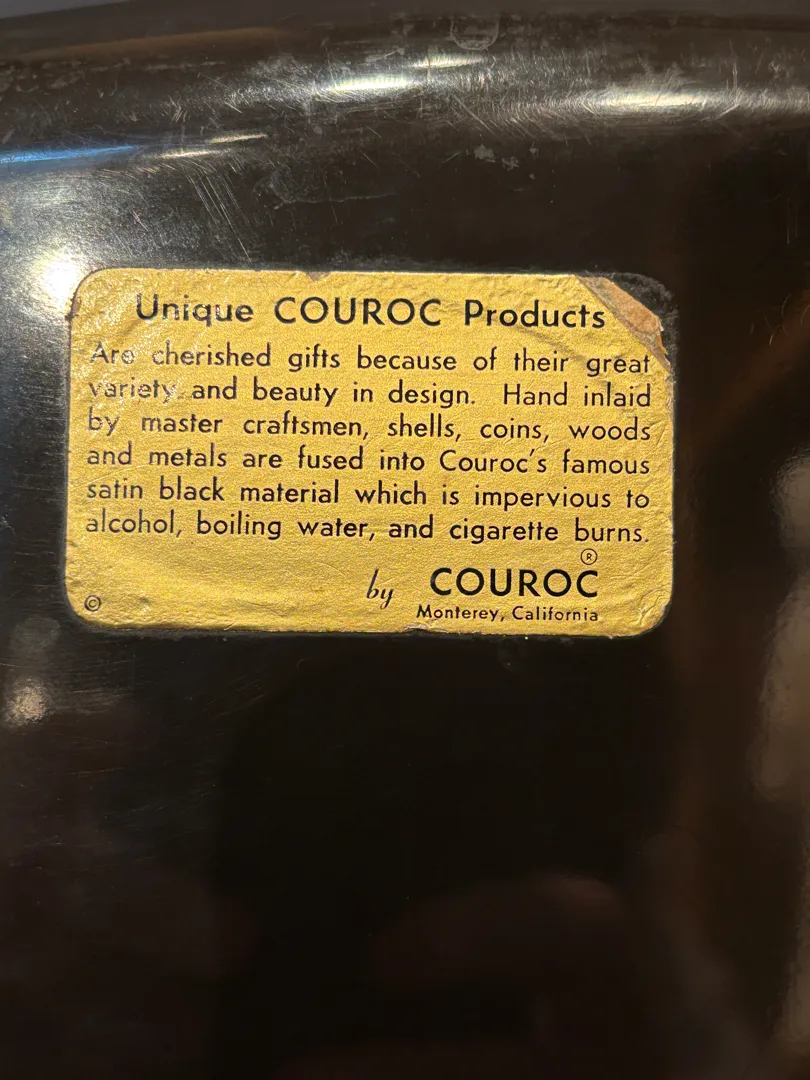 Unique COUROC Products
Are cherished gifts because of their great
variety and beauty in design. Hand inlaid
by master craftsmen, shells, coins, woods
and metals are fused into Couroc's famous
satin black material which is impervious to
alcohol, boiling water, and cigarette burns.
by COUROC®
© Monterey, California